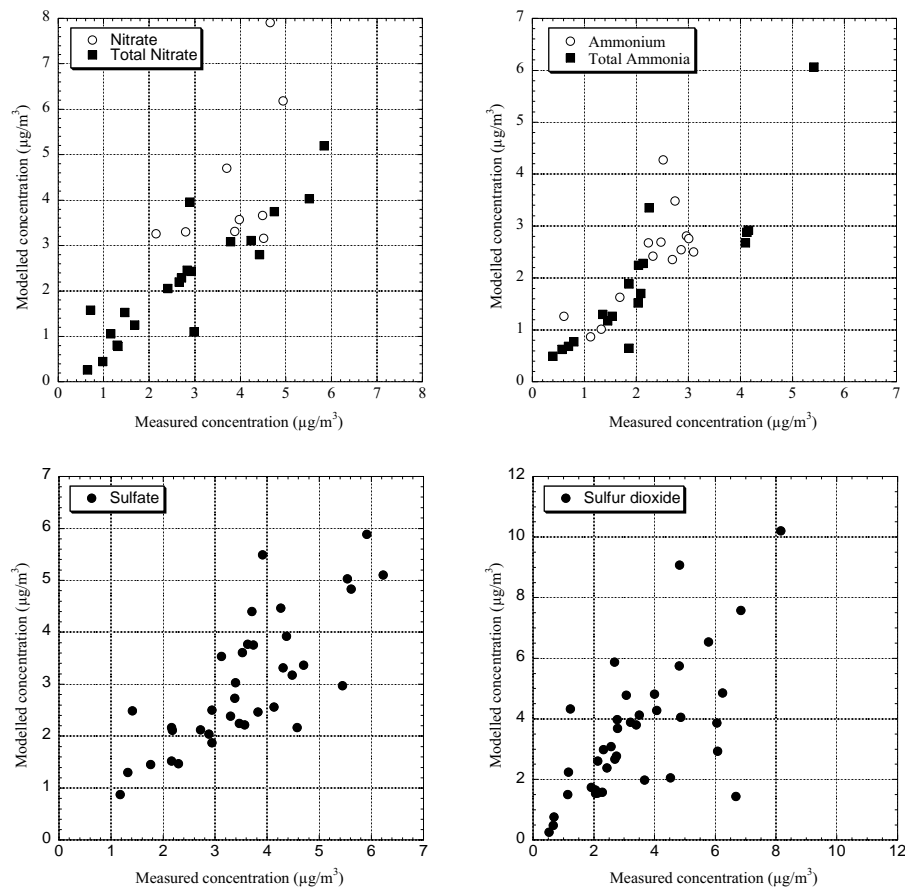 8
7
6
5
4
3
2
1
0
Modelled concentration (µg/m³)
Nitrate
Total Nitrate
0 1 2 3 4 5 6 7 8
Measured concentration (µg/m³)
7
6
5
4
3
2
1
0
Modelled concentration (µg/m³)
Ammonium
Total Ammonia
0 1 2 3 4 5 6 7
Measured concentration (µg/m³)
7
6
5
4
3
2
1
0
Modelled concentration (µg/m³)
Sulfate
0 1 2 3 4 5 6 7
Measured concentration (µg/m³)
12
10
8
6
4
2
0
Modelled concentration (µg/m³)
Sulfur dioxide
0 2 4 6 8 10 12
Measured concentration (µg/m³)